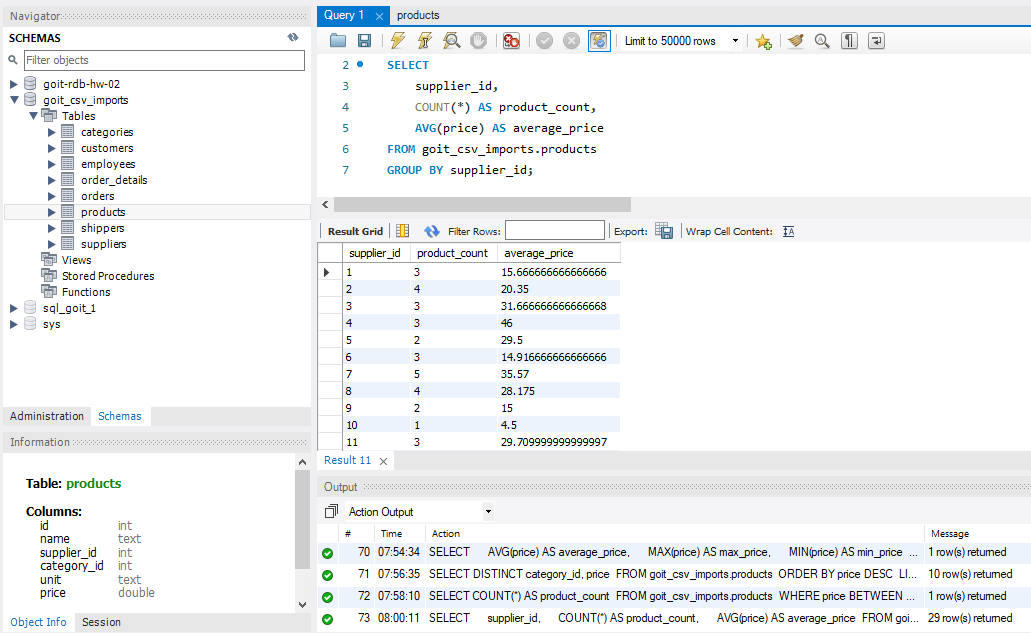 Navigator
SCHEMAS
Filter objects
goit-rdb-hw-02
goit_csv_imports
Tables
categories
customers
employees
order_details
orders
products
shippers
suppliers
Views
Stored Procedures
Functions
sql_goit_1
sys
Administration Schemas
Information
Table: products
Columns:
id int
name text
supplier_id int
category_id int
unit text
price double
Object Info Session
Query 1 products
Limit to 50000 rows
2 SELECT
3 supplier_id,
4 COUNT(*) AS product_count,
5 AVG(price) AS average_price
6 FROM goit_csv_imports.products
7 GROUP BY supplier_id;
Result Grid Filter Rows: Export: Wrap Cell Content:
supplier_id product_count average_price
1 3 15.666666666666666
2 4 20.35
3 3 31.666666666666668
4 3 46
5 2 29.5
6 3 14.916666666666666
7 5 35.57
8 4 28.175
9 2 15
10 1 4.5
11 3 29.709999999999997
Result 11
Output
Action Output
# Time Action Message
70 07:54:34 SELECT AVG(price) AS average_price, MAX(price) AS max_price, MIN(price) AS min_price ... 1 row(s) returned
71 07:56:35 SELECT DISTINCT category_id, price FROM goit_csv_imports.products ORDER BY price DESC LI... 10 row(s) returned
72 07:58:10 SELECT COUNT(*) AS product_count FROM goit_csv_imports.products WHERE price BETWEEN ... 1 row(s) returned
73 08:00:11 SELECT supplier_id, COUNT(*) AS product_count, AVG(price) AS average_price FROM goi... 29 row(s) returned